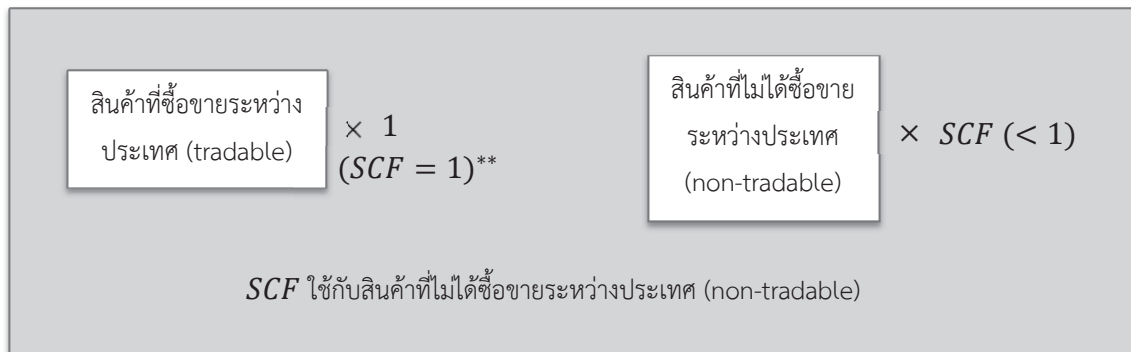 สินค้าที่ซื้อขายระหว่าง
ประเทศ (tradable)
× 1
(SCF = 1)**
สินค้าที่ไม่ได้ซื้อขาย
ระหว่างประเทศ
(non-tradable)
× SCF (< 1)
SCF ใช้กับสินค้าที่ไม่ได้ซื้อขายระหว่างประเทศ (non-tradable)